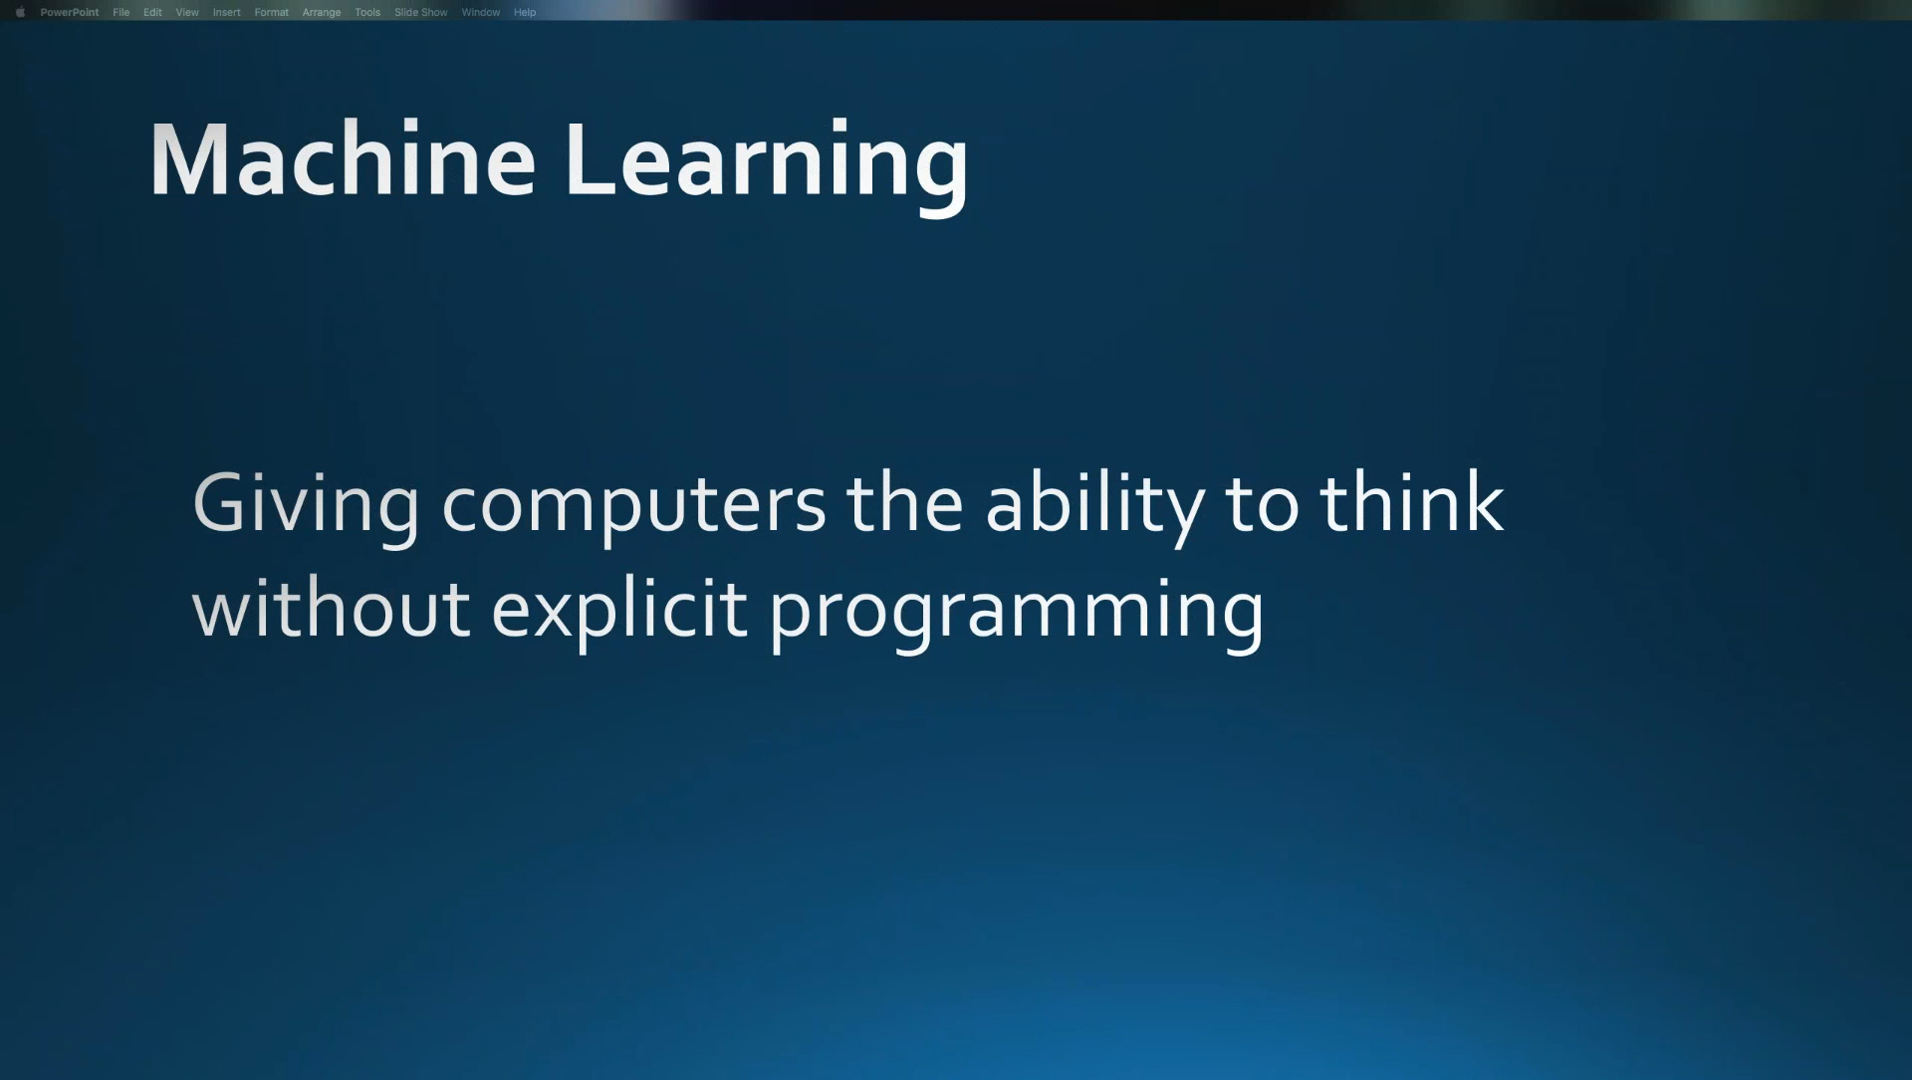 PowerPoint File Edit View Insert Format Arrange Tools Slide Show Window Help
Machine Learning
Giving computers the ability to think
without explicit programming